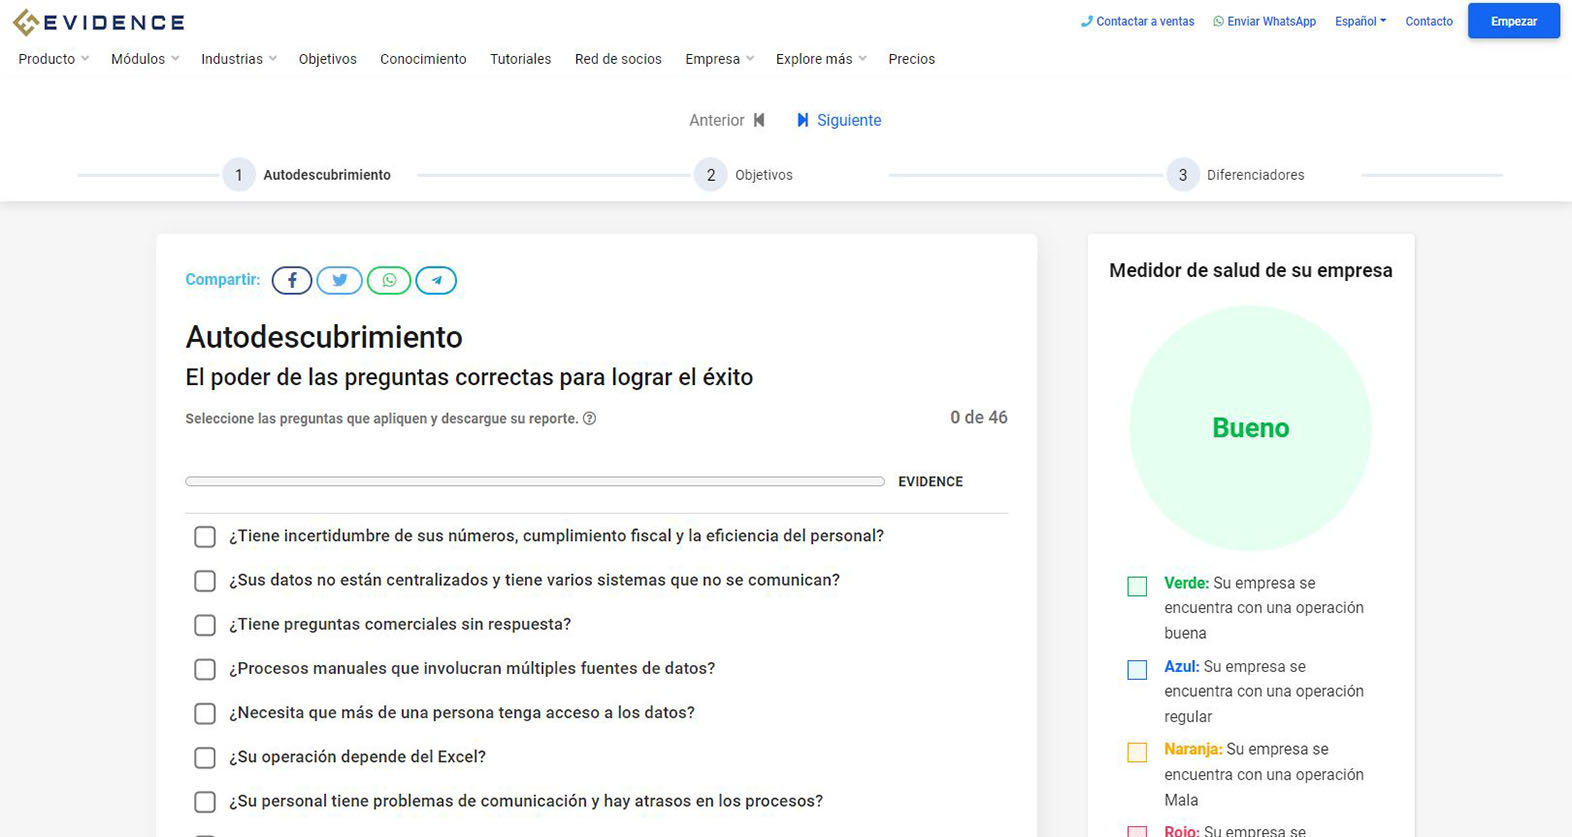 EVIDENCE
Contactar a ventas
Enviar WhatsApp
Español
Contacto
Empezar
Producto
Módulos
Industrias
Objetivos
Conocimiento
Tutoriales
Red de socios
Empresa
Explore más
Precios
Anterior
Siguiente
1 Autodescubrimiento
2 Objetivos
3 Diferenciadores
Compartir:
Autodescubrimiento
El poder de las preguntas correctas para lograr el éxito
Seleccione las preguntas que apliquen y descargue su reporte.
0 de 46
EVIDENCE
¿Tiene incertidumbre de sus números, cumplimiento fiscal y la eficiencia del personal?
¿Sus datos no están centralizados y tiene varios sistemas que no se comunican?
¿Tiene preguntas comerciales sin respuesta?
¿Procesos manuales que involucran múltiples fuentes de datos?
¿Necesita que más de una persona tenga acceso a los datos?
¿Su operación depende del Excel?
¿Su personal tiene problemas de comunicación y hay atrasos en los procesos?
Medidor de salud de su empresa
Bueno
Verde: Su empresa se
encuentra con una operación
buena
Azul: Su empresa se
encuentra con una operación
regular
Naranja: Su empresa se
encuentra con una operación
Mala
Rojo: Su empresa se